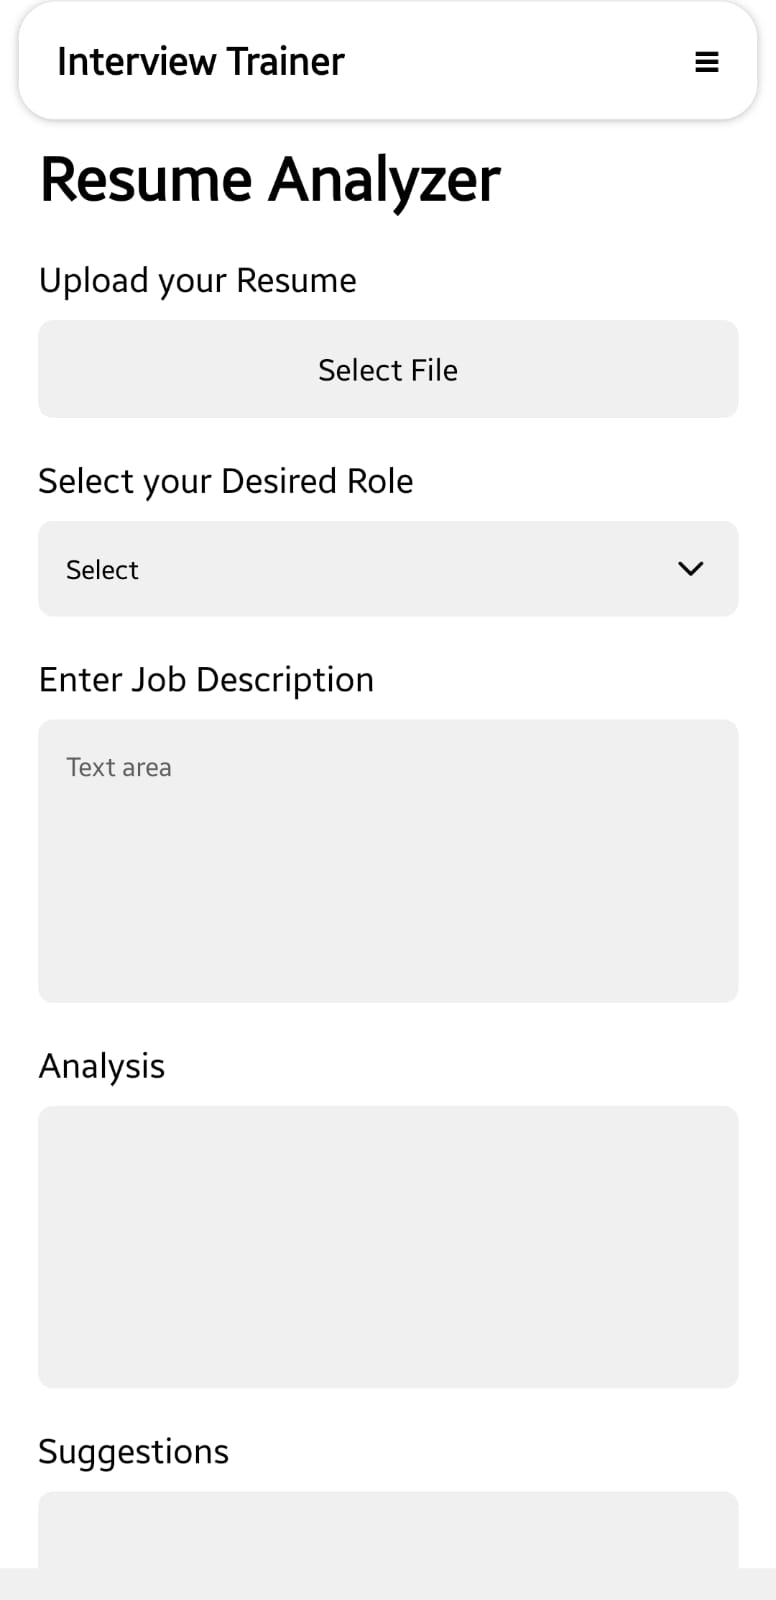 Interview Trainer
Resume Analyzer
Upload your Resume
Select File
Select your Desired Role
Select
Enter Job Description
Text area
Analysis
Suggestions